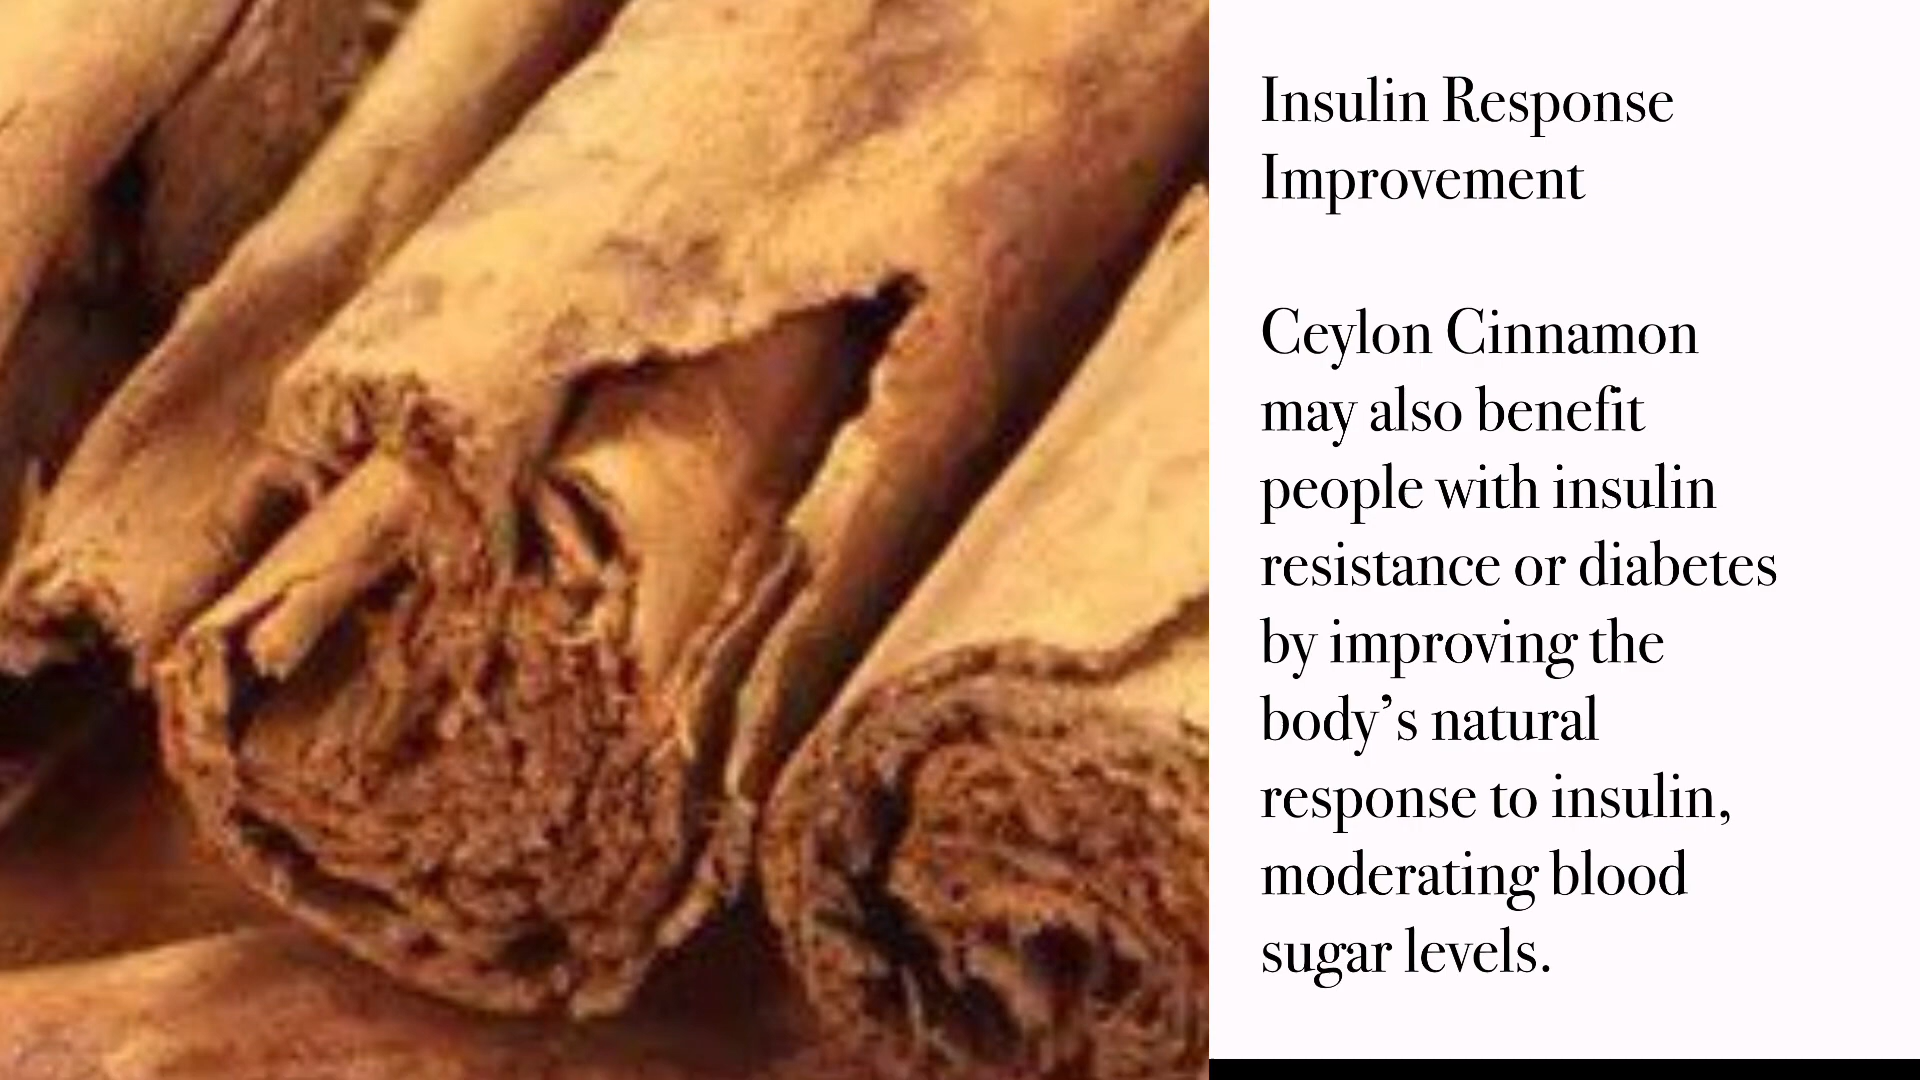 Insulin Response
Improvement
Ceylon Cinnamon
may also benefit
people with insulin
resistance or diabetes
by improving the
body’s natural
response to insulin,
moderating blood
sugar levels.